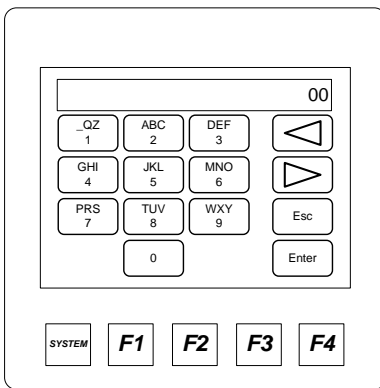 00
_QZ ABC DEF
1 2 3
GHI JKL MNO
4 5 6
PRS TUV WXY Esc
7 8 9
0 Enter
SYSTEM F1 F2 F3 F4